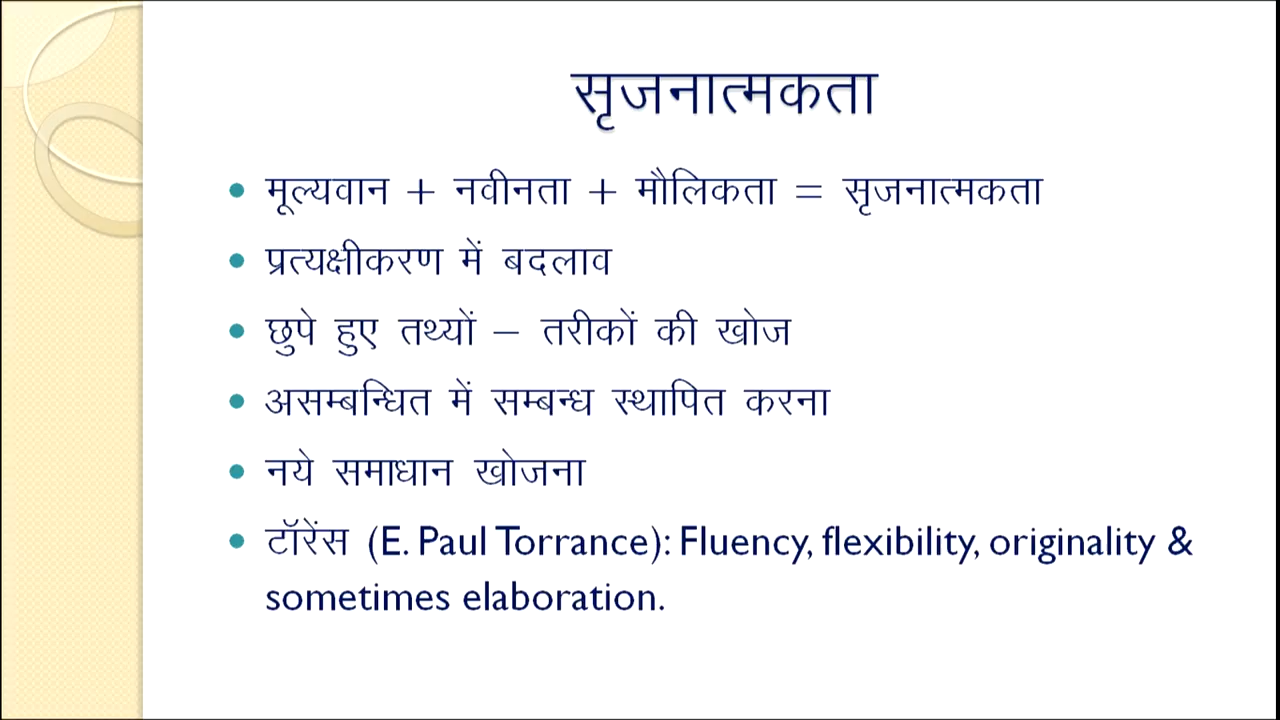 सृजनात्मकता
• मूल्यवान + नवीनता + मौलिकता = सृजनात्मकता
• प्रत्यक्षीकरण में बदलाव
• छुपे हुए तथ्यों – तरीकों की खोज
• असम्बन्धित में सम्बन्ध स्थापित करना
• नये समाधान खोजना
• टॉरेंस (E. Paul Torrance): Fluency, flexibility, originality &
sometimes elaboration.